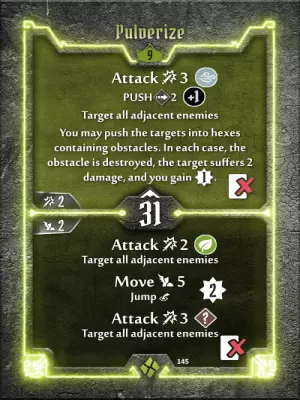 Pulverize
9
Attack 3
PUSH 2 +1
Target all adjacent enemies
You may push the targets into hexes
containing obstacles. In each case, the
obstacle is destroyed, the target suffers 2
damage, and you gain 1.
2
31
2
Attack 2
Target all adjacent enemies
Move 5
Jump
2
Attack 3 ?
Target all adjacent enemies
145